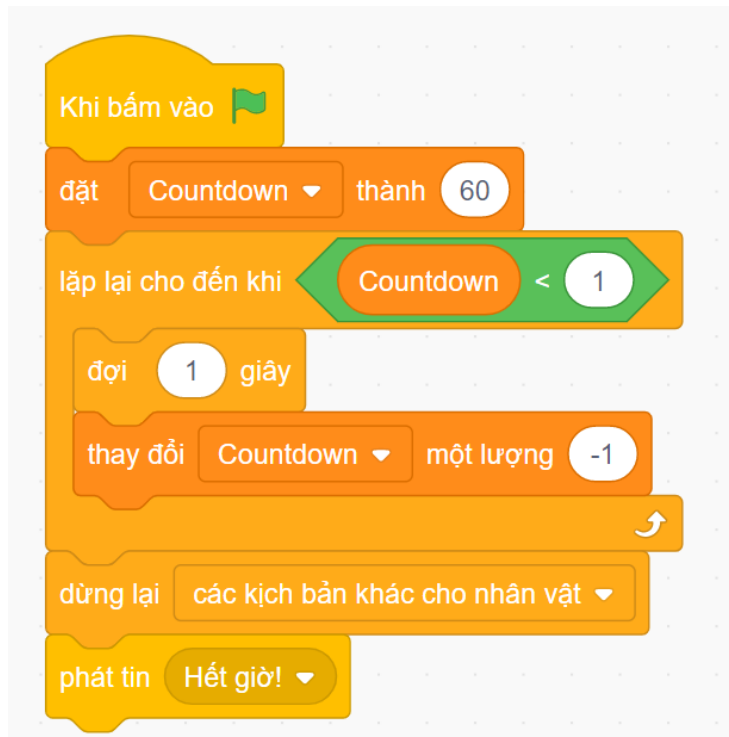 Khi bấm vào
đặt Countdown thành 60
lặp lại cho đến khi Countdown < 1
đợi 1 giây
thay đổi Countdown một lượng -1
dừng lại các kịch bản khác cho nhân vật
phát tin Hết giờ!